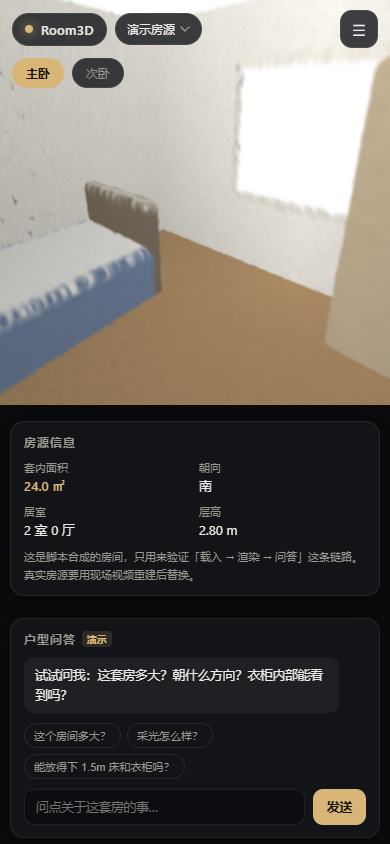 Room3D
演示房源
☰
主卧
次卧
房源信息
套内面积
朝向
24.0 ㎡
南
居室
层高
2 室 0 厅
2.80 m
这是脚本合成的房间，只用来验证「载入 → 渲染 → 问答」这条链路。
真实房源要用现场视频重建后替换。
户型问答 演示
试试问我：这套房多大？朝什么方向？衣柜内部能看
到吗？
这个房间多大？
采光怎么样？
能放得下 1.5m 床和衣柜吗？
问点关于这套房的事...
发送